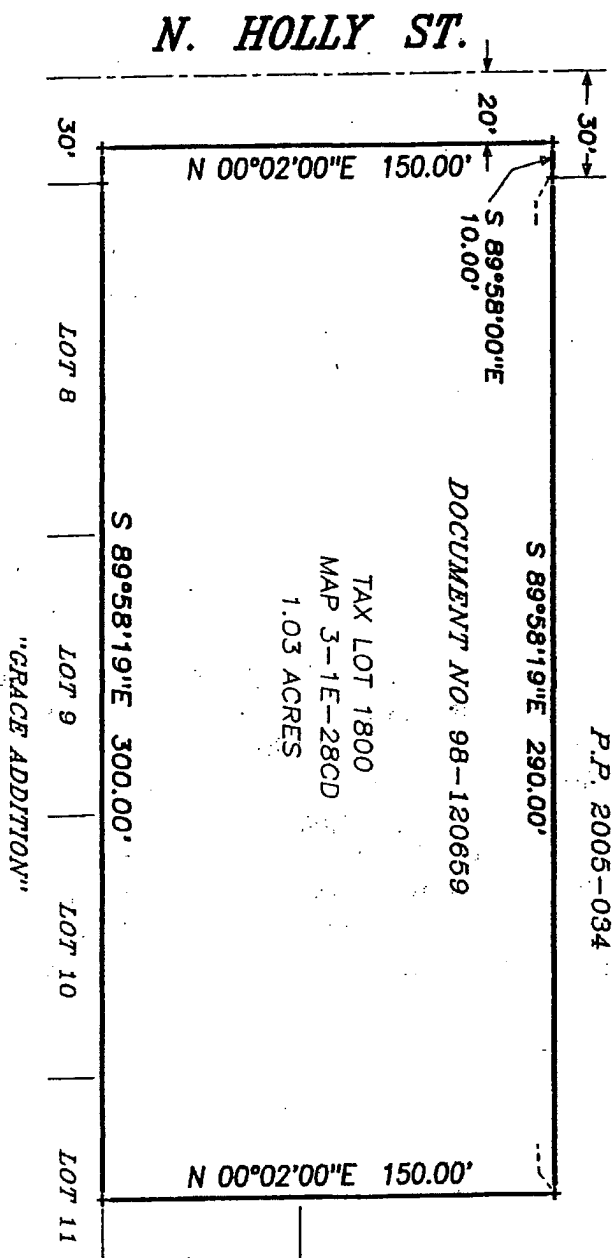 N. HOLLY ST.
30'
20'
30'
N 00°02'00"E 150.00'
S 89°58'00"E
10.00'
S 89°58'19"E 290.00'
P.P. 2005-034
DOCUMENT NO. 98-120659
TAX LOT 1800
MAP 3-1E-28CD
1.03 ACRES
S 89°58'19"E 300.00'
LOT 8
LOT 9
LOT 10
LOT 11
"GRACE ADDITION"
N 00°02'00"E 150.00'